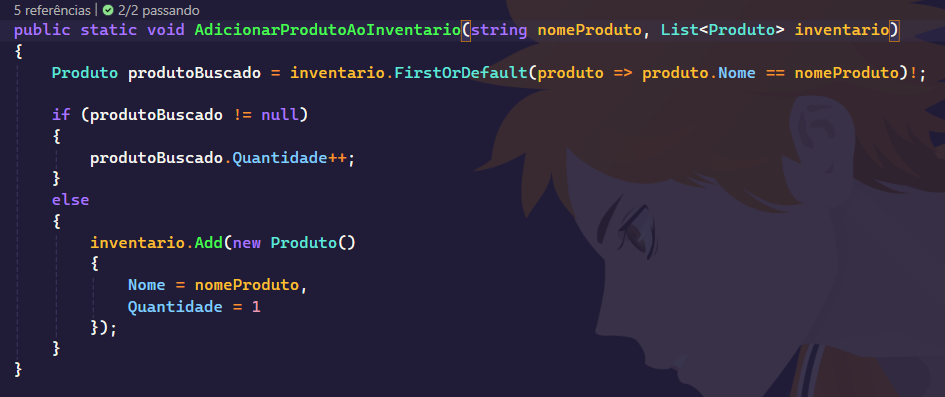 5 referências | 2/2 passando
public static void AdicionarProdutoAoInventario(string nomeProduto, List<Produto> inventario)
{
Produto produtoBuscado = inventario.FirstOrDefault(produto => produto.Nome == nomeProduto)!;
if (produtoBuscado != null)
{
produtoBuscado.Quantidade++;
}
else
{
inventario.Add(new Produto()
{
Nome = nomeProduto,
Quantidade = 1
});
}
}